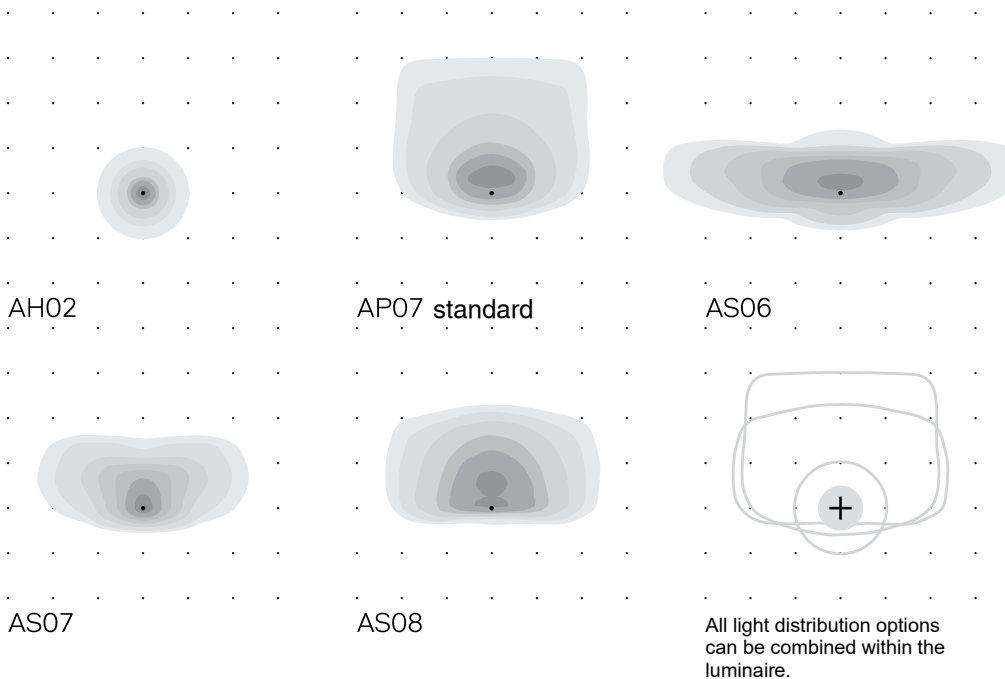 AH02
AP07 standard
AS06
AS07
AS08
All light distribution options
can be combined within the
luminaire.